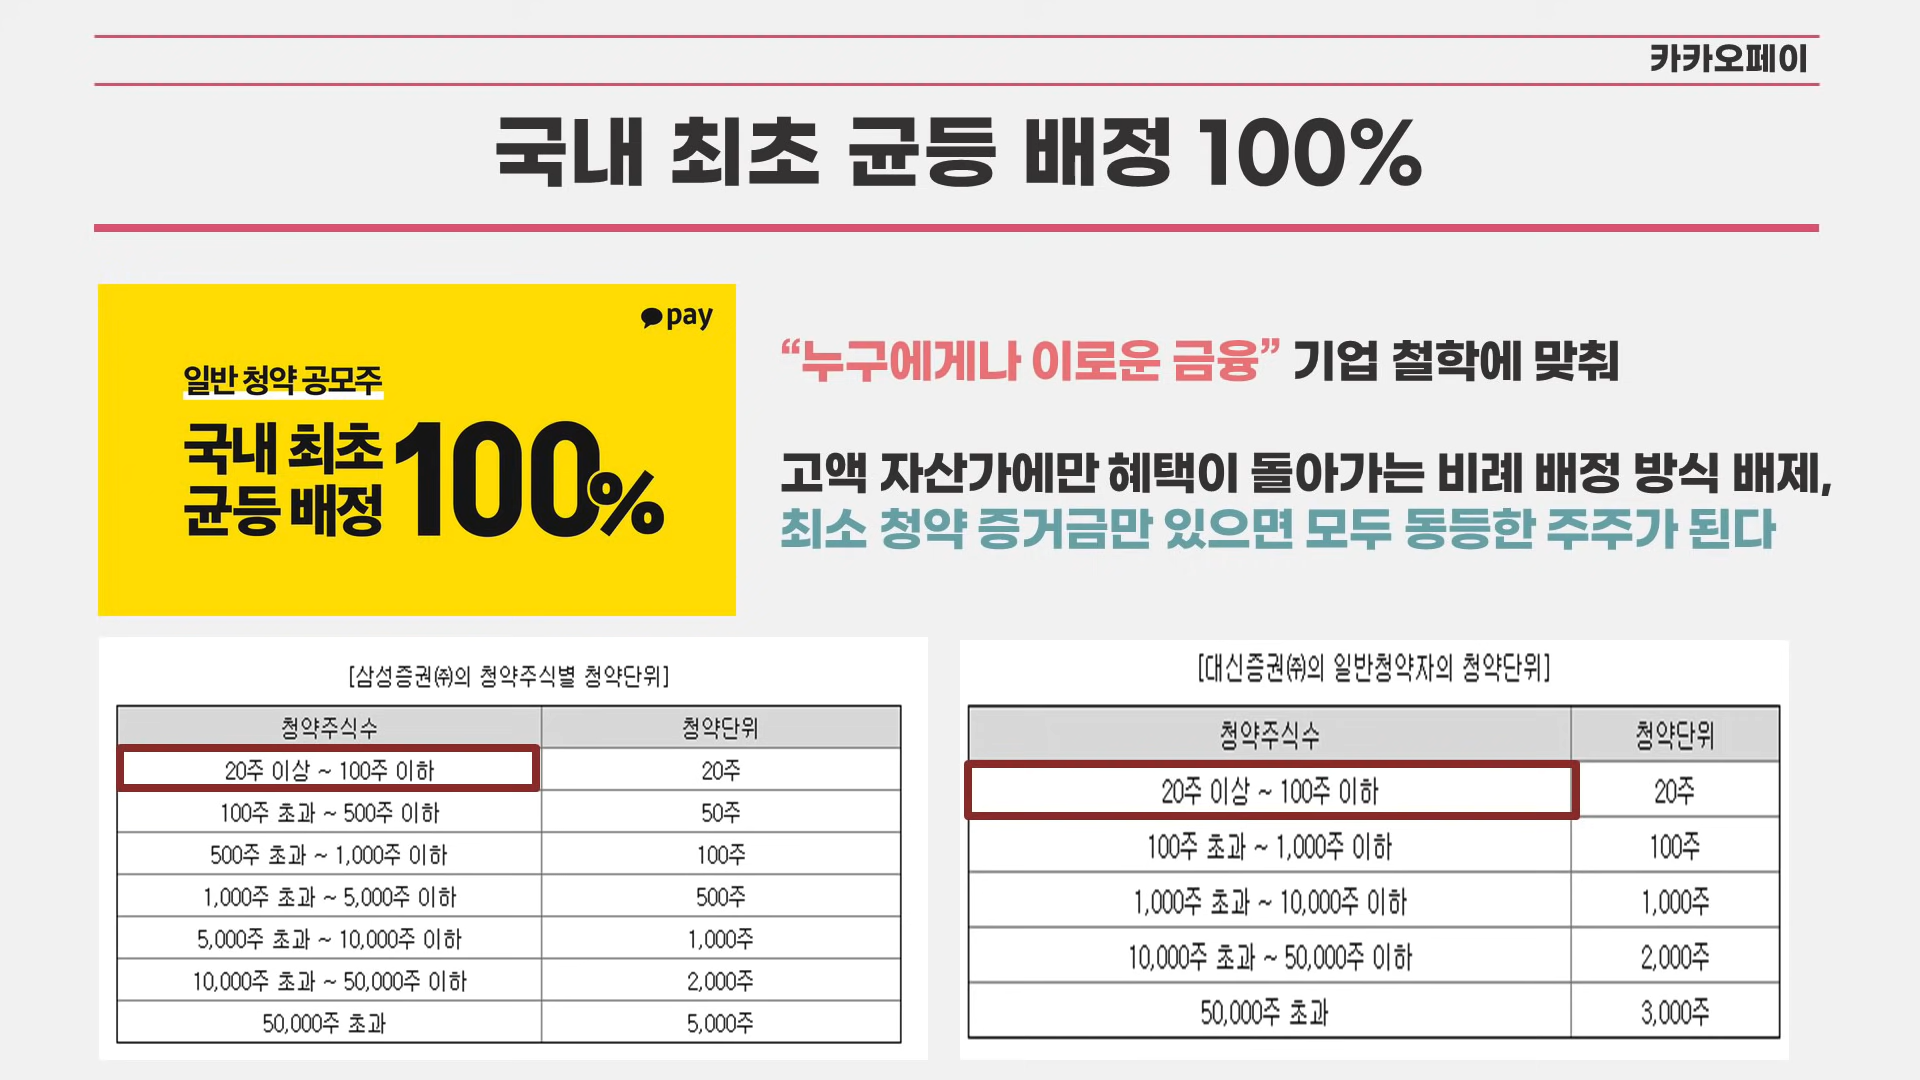 카카오페이
국내 최초 균등 배정 100%
pay
일반 청약 공모주
국내 최초
균등 배정 100%
“누구에게나 이로운 금융” 기업 철학에 맞춰
고액 자산가에만 혜택이 돌아가는 비례 배정 방식 배제,
최소 청약 증거금만 있으면 모두 동등한 주주가 된다
[삼성증권㈜의 청약주식별 청약단위]
청약주식수 청약단위
20주 이상 ~ 100주 이하 20주
100주 초과 ~ 500주 이하 50주
500주 초과 ~ 1,000주 이하 100주
1,000주 초과 ~ 5,000주 이하 500주
5,000주 초과 ~ 10,000주 이하 1,000주
10,000주 초과 ~ 50,000주 이하 2,000주
50,000주 초과 5,000주
[대신증권㈜의 일반청약자의 청약단위]
청약주식수 청약단위
20주 이상 ~ 100주 이하 20주
100주 초과 ~ 1,000주 이하 100주
1,000주 초과 ~ 10,000주 이하 1,000주
10,000주 초과 ~ 50,000주 이하 2,000주
50,000주 초과 3,000주